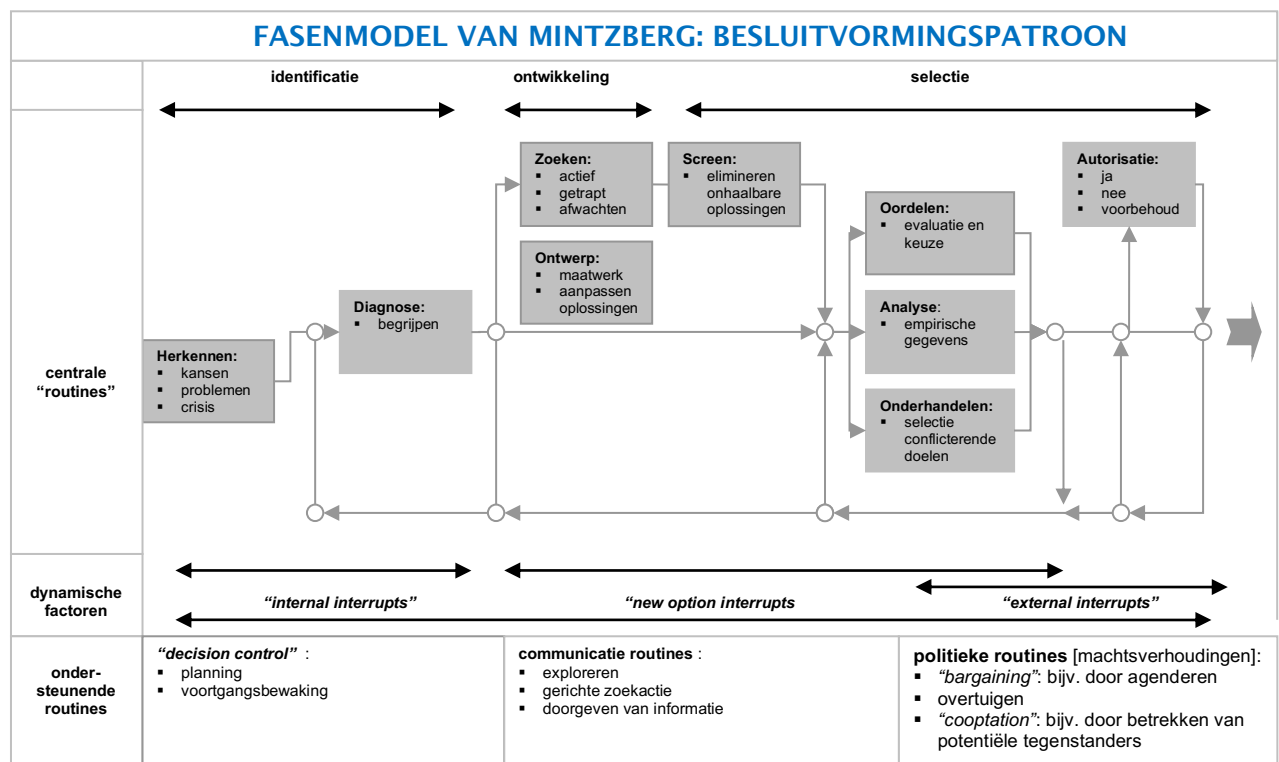 FASENMODEL VAN MINTZBERG: BESLUITVORMINGSPATROON
identificatie
ontwikkeling
selectie
centrale
“routines”
Herkennen:
▪ kansen
▪ problemen
▪ crisis
Diagnose:
▪ begrijpen
Zoeken:
▪ actief
▪ getrapt
▪ afwachten
Ontwerp:
▪ maatwerk
▪ aanpassen
oplossingen
Screen:
▪ elimineren
onhaalbare
oplossingen
Oordelen:
▪ evaluatie en
keuze
Analyse:
▪ empirische
gegevens
Onderhandelen:
▪ selectie
conflicterende
doelen
Autorisatie:
▪ ja
▪ nee
▪ voorbehoud
dynamische
factoren
“internal interrupts”
“new option interrupts
“external interrupts”
onder-
steunende
routines
“decision control” :
▪ planning
▪ voortgangsbewaking
communicatie routines :
▪ exploreren
▪ gerichte zoekactie
▪ doorgeven van informatie
politieke routines [machtsverhoudingen]:
▪ “bargaining”: bijv. door agenderen
▪ overtuigen
▪ “cooptation”: bijv. door betrekken van
potentiële tegenstanders